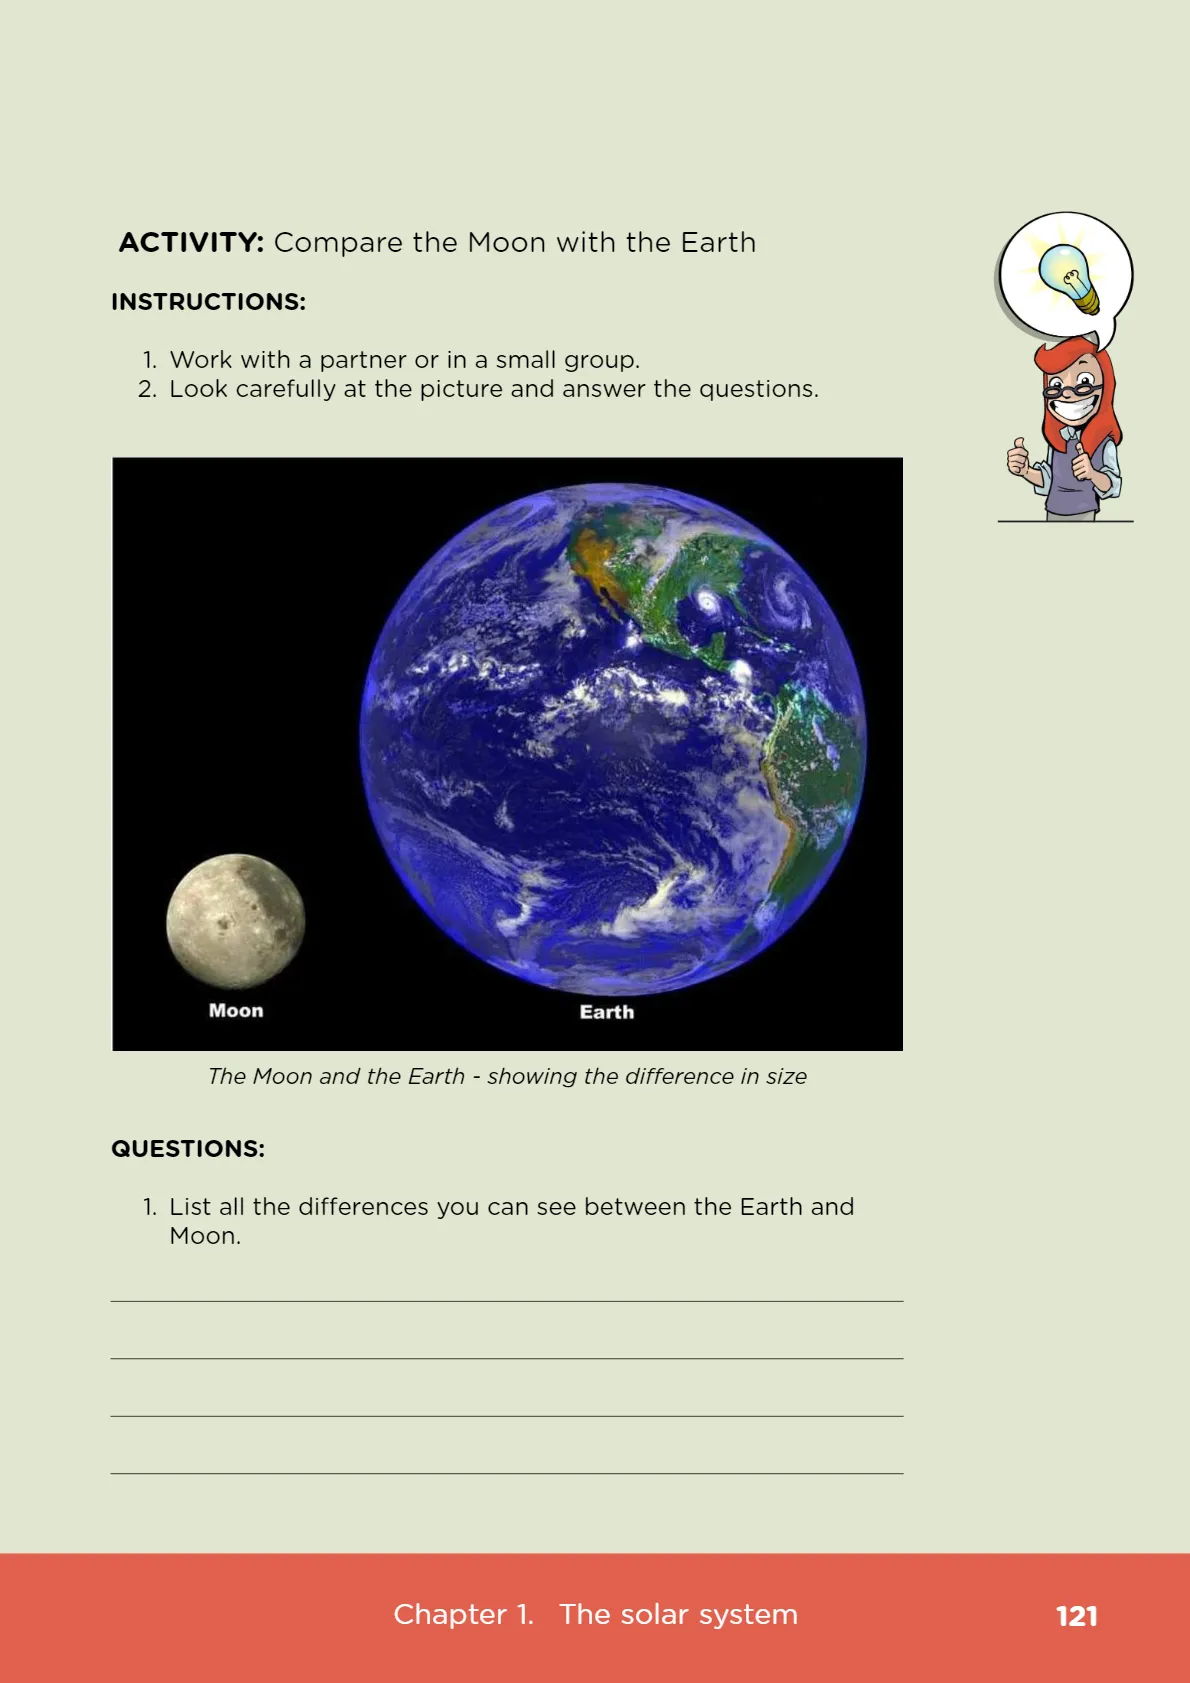 ACTIVITY: Compare the Moon with the Earth
INSTRUCTIONS:
1. Work with a partner or in a small group.
2. Look carefully at the picture and answer the questions.
Moon
Earth
The Moon and the Earth - showing the difference in size
QUESTIONS:
1. List all the differences you can see between the Earth and
Moon.
Chapter 1. The solar system
121